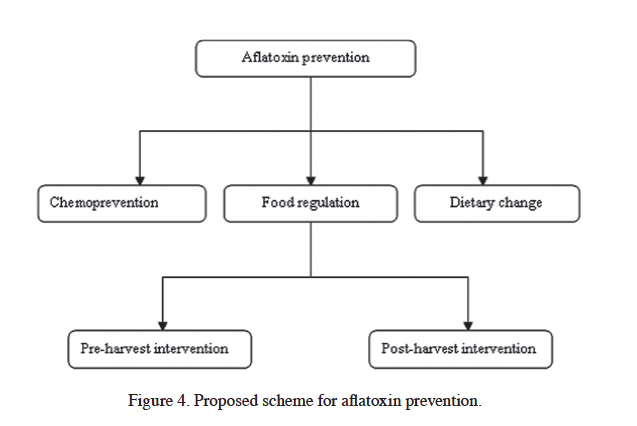 Aflatoxin prevention
Chemoprevention
Food regulation
Dietary change
Pre-harvest intervention
Post-harvest intervention
Figure 4. Proposed scheme for aflatoxin prevention.